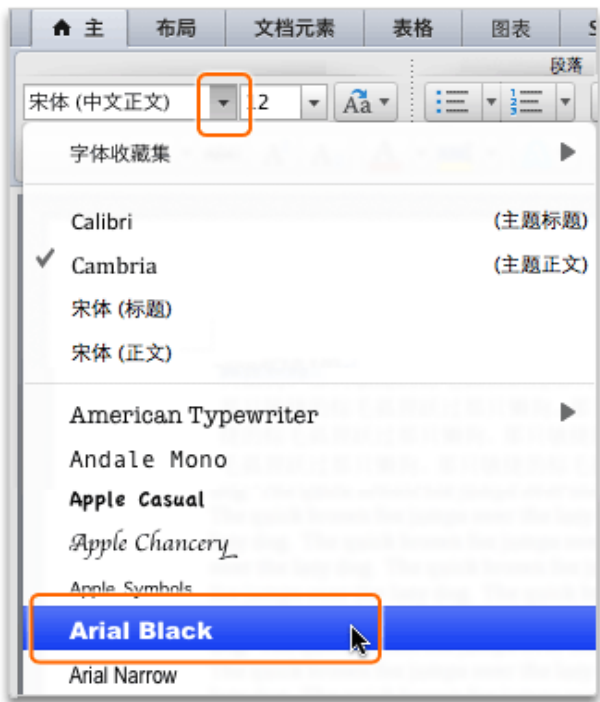 主 布局 文档元素 表格 图表
段落
宋体 (中文正文) 12 Aa
字体收藏集
Calibri (主题标题)
Cambria (主题正文)
宋体 (标题)
宋体 (正文)
American Typewriter
Andale Mono
Apple Casual
Apple Chancery
Apple Symbols
Arial Black
Arial Narrow